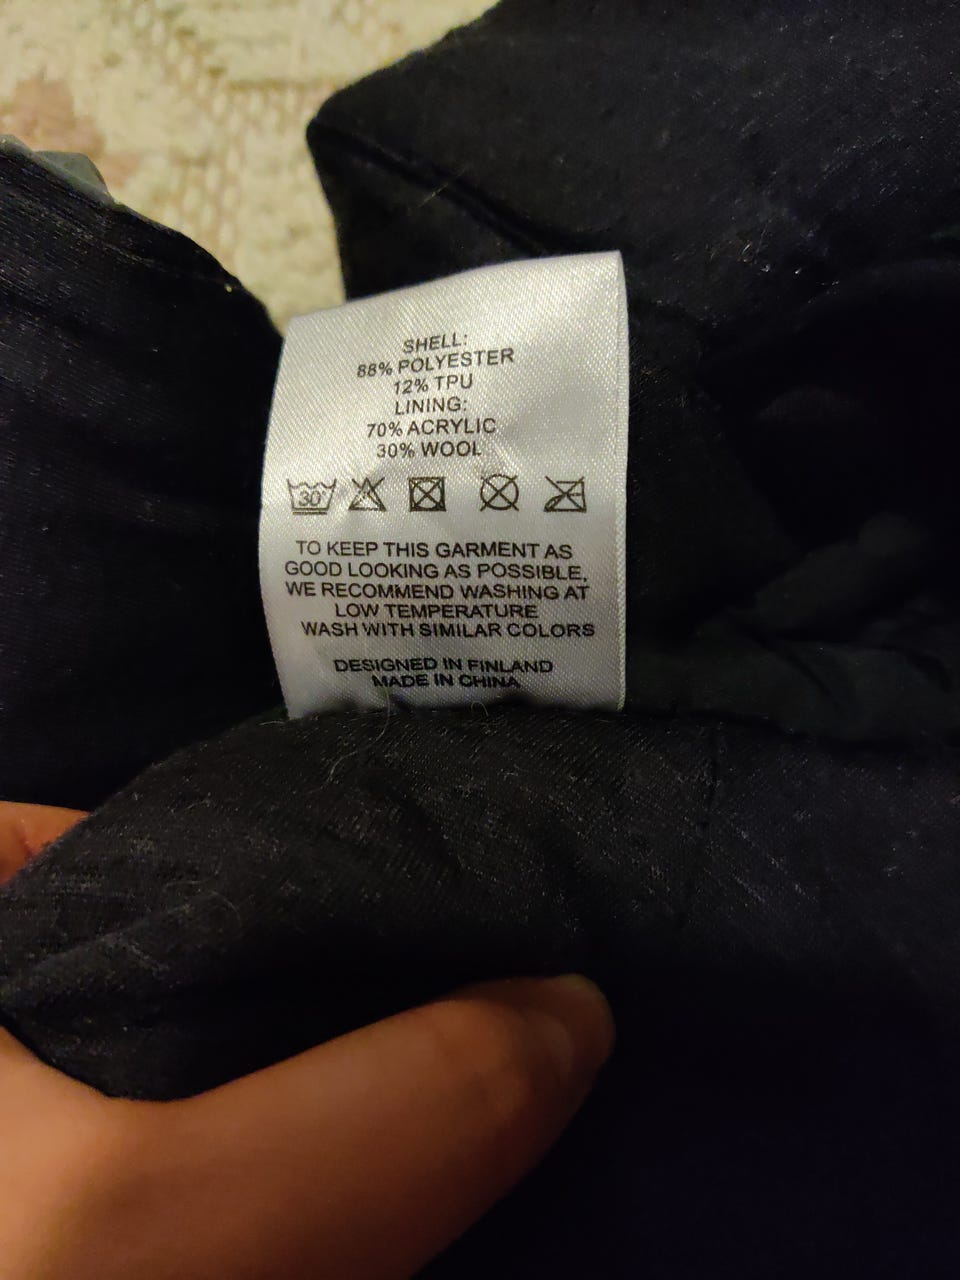 SHELL:
88% POLYESTER
12% TPU
LINING:
70% ACRYLIC
30% WOOL
30°
TO KEEP THIS GARMENT AS
GOOD LOOKING AS POSSIBLE,
WE RECOMMEND WASHING AT
LOW TEMPERATURE
WASH WITH SIMILAR COLORS
DESIGNED IN FINLAND
MADE IN CHINA